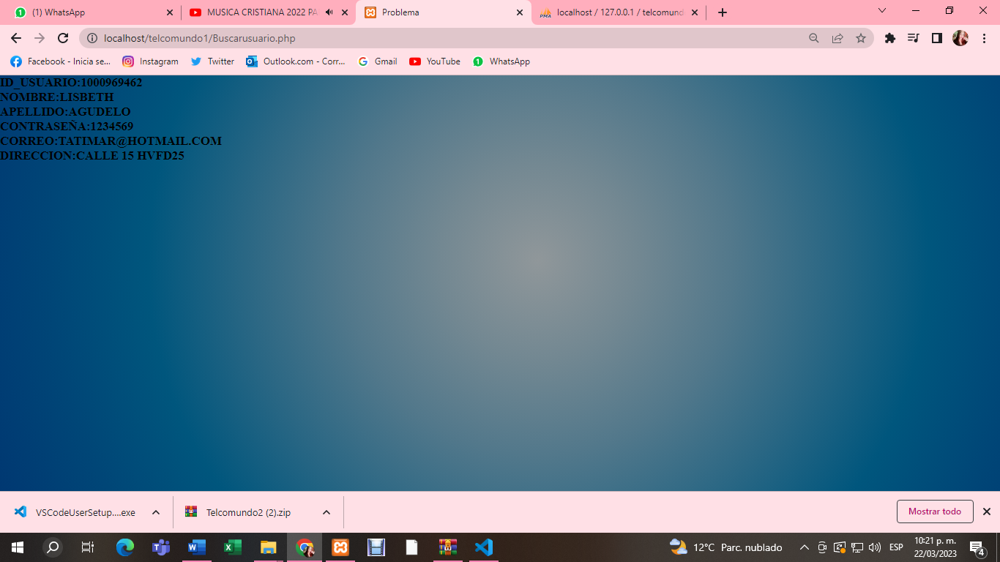 (1) WhatsApp
MUSICA CRISTIANA 2022 PA
Problema
localhost / 127.0.0.1 / telcomund
localhost/telcomundo1/Buscarusuario.php
Facebook - Inicia se...
Instagram
Twitter
Outlook.com - Corr...
Gmail
YouTube
WhatsApp
ID_USUARIO:1000969462
NOMBRE:LISBETH
APELLIDO:AGUDELO
CONTRASEÑA:1234569
CORREO:TATIMAR@HOTMAIL.COM
DIRECCION:CALLE 15 HVFD25
VSCodeUserSetup....exe
Telcomundo2 (2).zip
Mostrar todo
12°C Parc. nublado
ESP
10:21 p. m.
22/03/2023
4